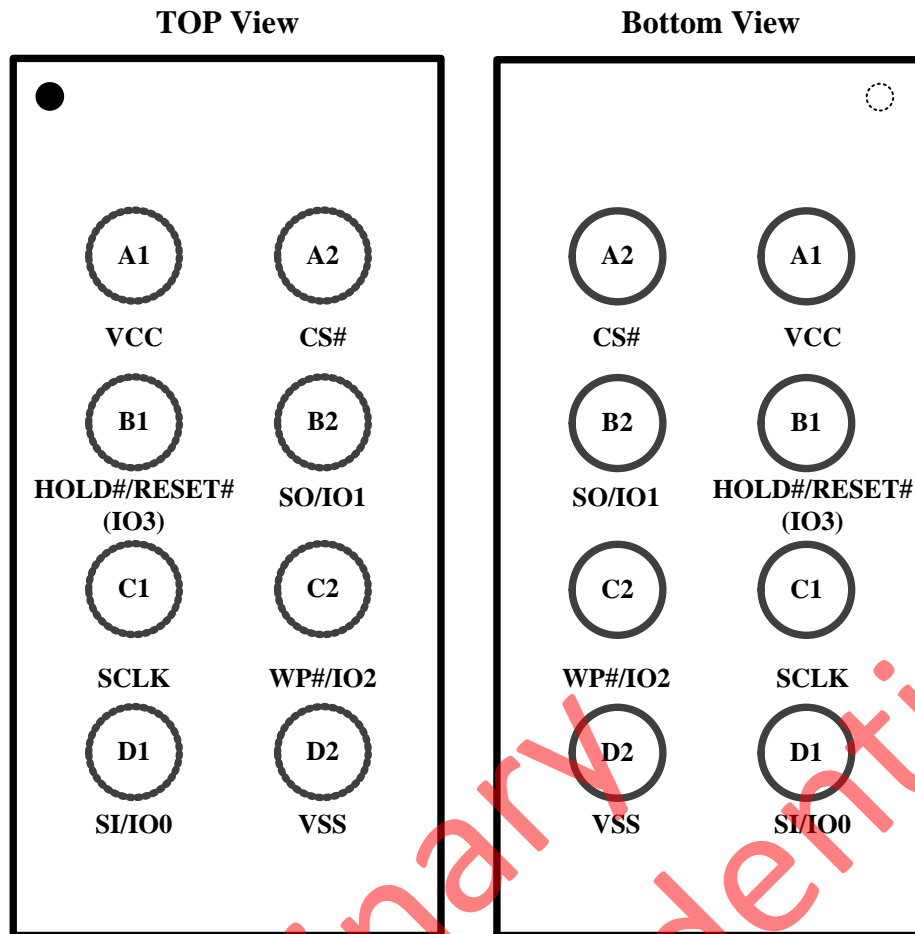 TOP View
A1 A2
VCC CS#
B1 B2
HOLD#/RESET# SO/IO1
(IO3)
C1 C2
SCLK WP#/IO2
D1 D2
SI/IO0 VSS
Bottom View
A2 A1
CS# VCC
B2 B1
SO/IO1 HOLD#/RESET#
(IO3)
C2 C1
WP#/IO2 SCLK
D2 D1
VSS SI/IO0
inary
denti